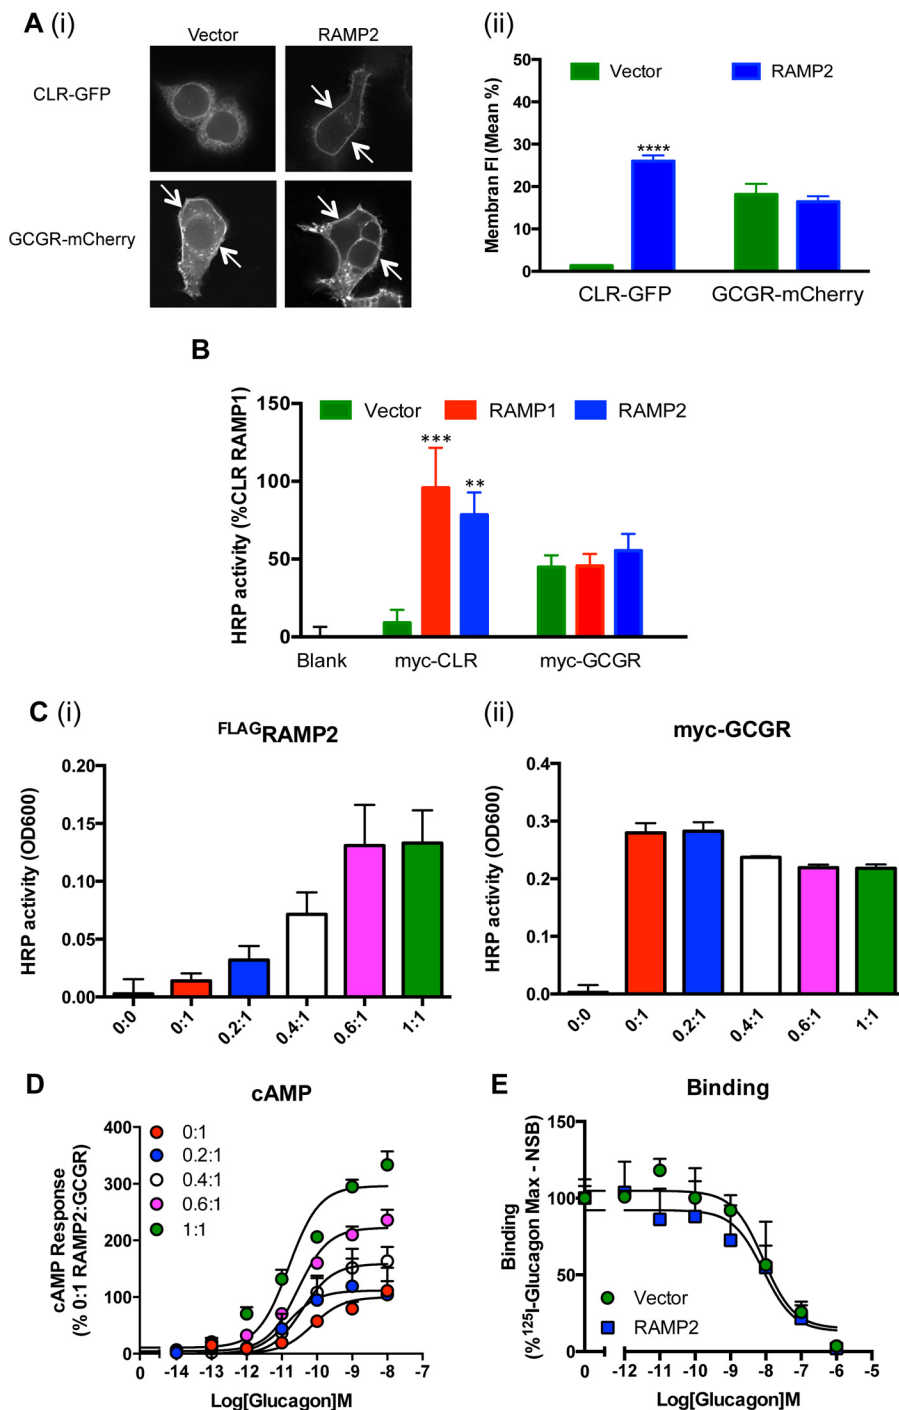 A (i)
Vector
RAMP2
CLR-GFP
GCGR-mCherry
(ii)
Membran FI (Mean %)
50
40
30
20
10
0
Vector
RAMP2
****
CLR-GFP
GCGR-mCherry
B
HRP activity (%CLR RAMP1)
150
100
50
0
Vector
RAMP1
RAMP2
***
**
Blank
myc-CLR
myc-GCGR
C (i)
FLAGRAMP2
HRP activity (OD600)
0.20
0.15
0.10
0.05
0.00
0:0
0:1
0.2:1
0.4:1
0.6:1
1:1
(ii)
myc-GCGR
HRP activity (OD600)
0.4
0.3
0.2
0.1
0.0
0:0
0:1
0.2:1
0.4:1
0.6:1
1:1
D
cAMP
cAMP Response
(% 0:1 RAMP2:GCGR)
400
300
200
100
0
0:1
0.2:1
0.4:1
0.6:1
1:1
0 -14 -13 -12 -11 -10 -9 -8 -7
Log[Glucagon]M
E
Binding
Binding
(%125I-Glucagon Max - NSB)
150
100
50
0
Vector
RAMP2
0 -12 -11 -10 -9 -8 -7 -6 -5
Log[Glucagon]M